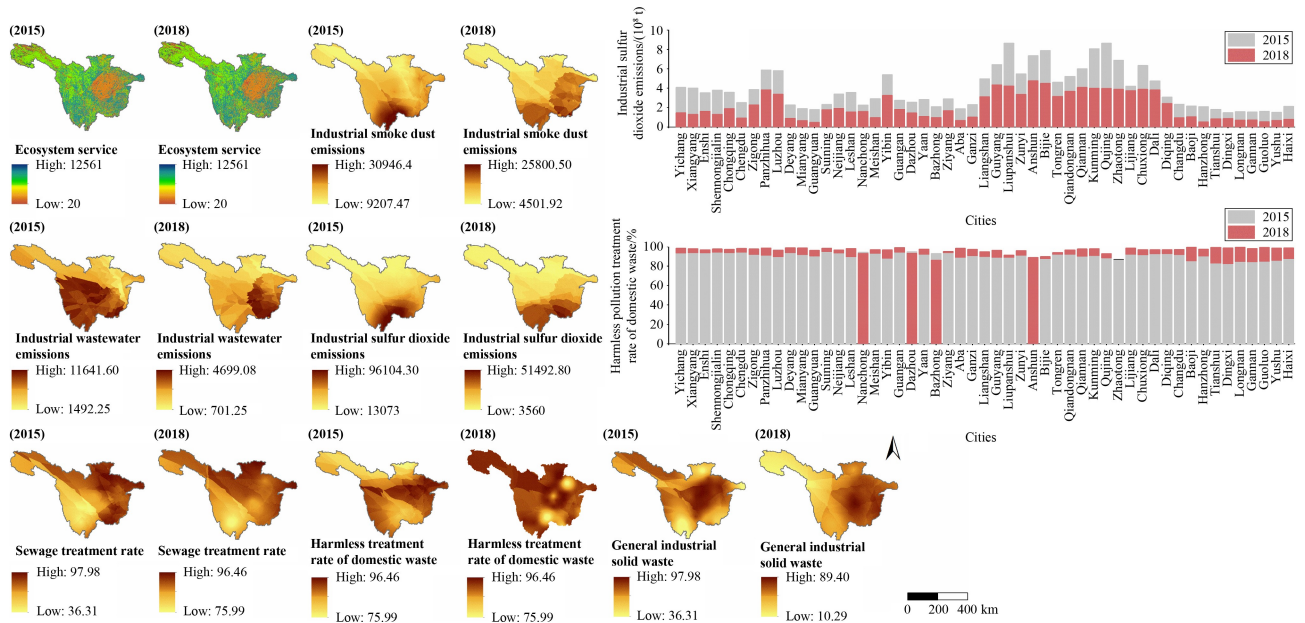 (2015)
(2018)
(2015)
(2018)
Ecosystem service
High: 12561
Low: 20
Ecosystem service
High: 12561
Low: 20
Industrial smoke dust
emissions
High: 30946.4
Low: 9207.47
Industrial smoke dust
emissions
High: 25800.50
Low: 4501.92
(2015)
(2018)
(2015)
(2018)
Industrial wastewater
emissions
High: 11641.60
Low: 1492.25
Industrial wastewater
emissions
High: 4699.08
Low: 701.25
Industrial sulfur dioxide
emissions
High: 96104.30
Low: 13073
Industrial sulfur dioxide
emissions
High: 51492.80
Low: 3560
(2015)
(2018)
(2015)
(2018)
(2015)
(2018)
Sewage treatment rate
High: 97.98
Low: 36.31
Sewage treatment rate
High: 96.46
Low: 75.99
Harmless treatment
rate of domestic waste
High: 96.46
Low: 75.99
Harmless treatment
rate of domestic waste
High: 96.46
Low: 75.99
General industrial
solid waste
High: 97.98
Low: 36.31
General industrial
solid waste
High: 89.40
Low: 10.29
0 200 400 km
Industrial sulfur
dioxide emissions/(10⁸ t)
10
8
6
4
2
0
2015
2018
Yichang
Xiangyang
Enshi
Shennongjialin
Chongqing
Chengdu
Zigong
Panzhihua
Luzhou
Deyang
Mianyang
Guangyuan
Suining
Neijiang
Leshan
Nanchong
Meishan
Yibin
Guangan
Dazhou
Yaan
Bazhong
Ziyang
Aba
Ganzi
Liangshan
Guiyang
Liupanshui
Zunyi
Anshun
Bijie
Tongren
Qiandongnan
Qiannan
Kunming
Qujing
Zhaotong
Lijiang
Chuxiong
Dali
Diqing
Changdu
Baoji
Hanzhong
Tianshui
Dingxi
Longnan
Gannan
Guoluo
Yushu
Haixi
Cities
Harmless pollution treatment
rate of domestic waste/%
100
80
60
40
20
0
2015
2018
Yichang
Xiangyang
Enshi
Shennongjialin
Chongqing
Chengdu
Zigong
Panzhihua
Luzhou
Deyang
Mianyang
Guangyuan
Suining
Neijiang
Leshan
Nanchong
Meishan
Yibin
Guangan
Dazhou
Yaan
Bazhong
Ziyang
Aba
Ganzi
Liangshan
Guiyang
Liupanshui
Zunyi
Anshun
Bijie
Tongren
Qiandongnan
Qiannan
Kunming
Qujing
Zhaotong
Lijiang
Chuxiong
Dali
Diqing
Changdu
Baoji
Hanzhong
Tianshui
Dingxi
Longnan
Gannan
Guoluo
Yushu
Haixi
Cities